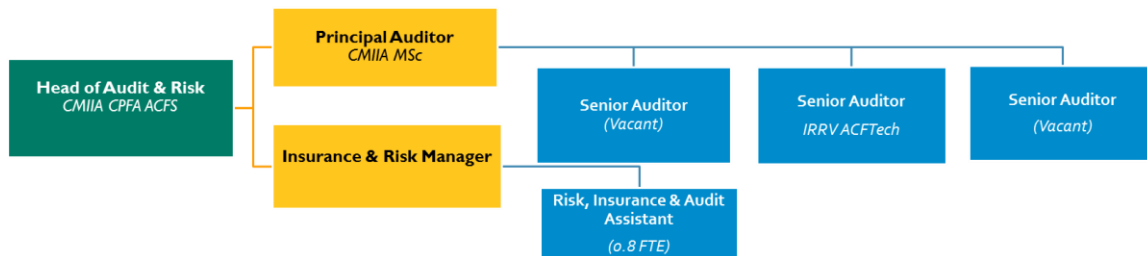 Head of Audit & Risk
CMIIA CPFA ACFS
Principal Auditor
CMIIA MSc
Insurance & Risk Manager
Senior Auditor
(Vacant)
Senior Auditor
IRRV ACFTech
Senior Auditor
(Vacant)
Risk, Insurance & Audit
Assistant
(0.8 FTE)